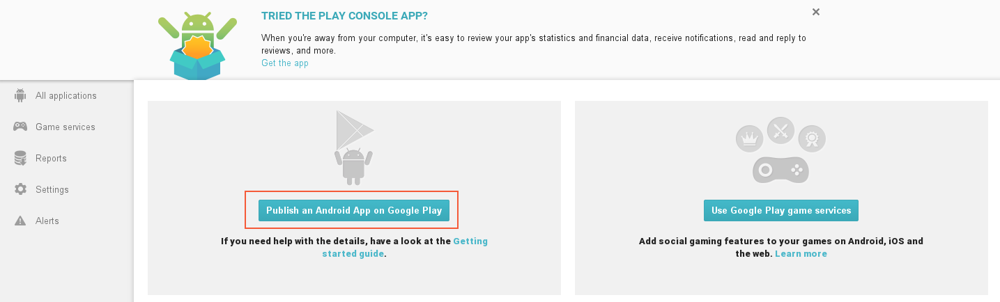 TRIED THE PLAY CONSOLE APP?
When you're away from your computer, it's easy to review your app's statistics and financial data, receive notifications, read and reply to
reviews, and more.
Get the app
All applications
Game services
Reports
Settings
Alerts
Publish an Android App on Google Play
If you need help with the details, have a look at the Getting
started guide.
Use Google Play game services
Add social gaming features to your games on Android, iOS and
the web. Learn more